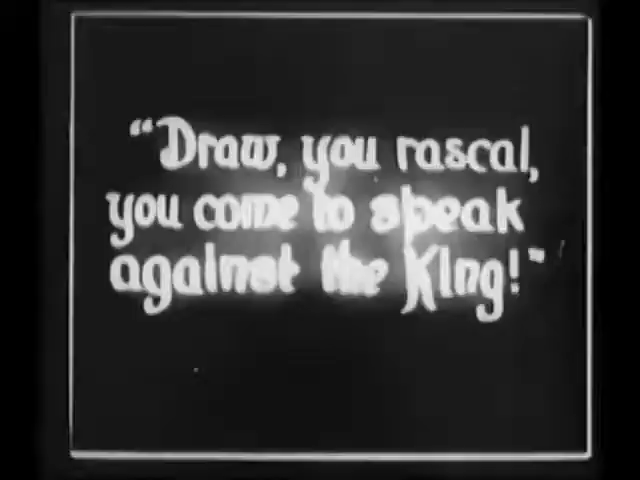 "Draw, you rascal,
you come to speak
against the King!"